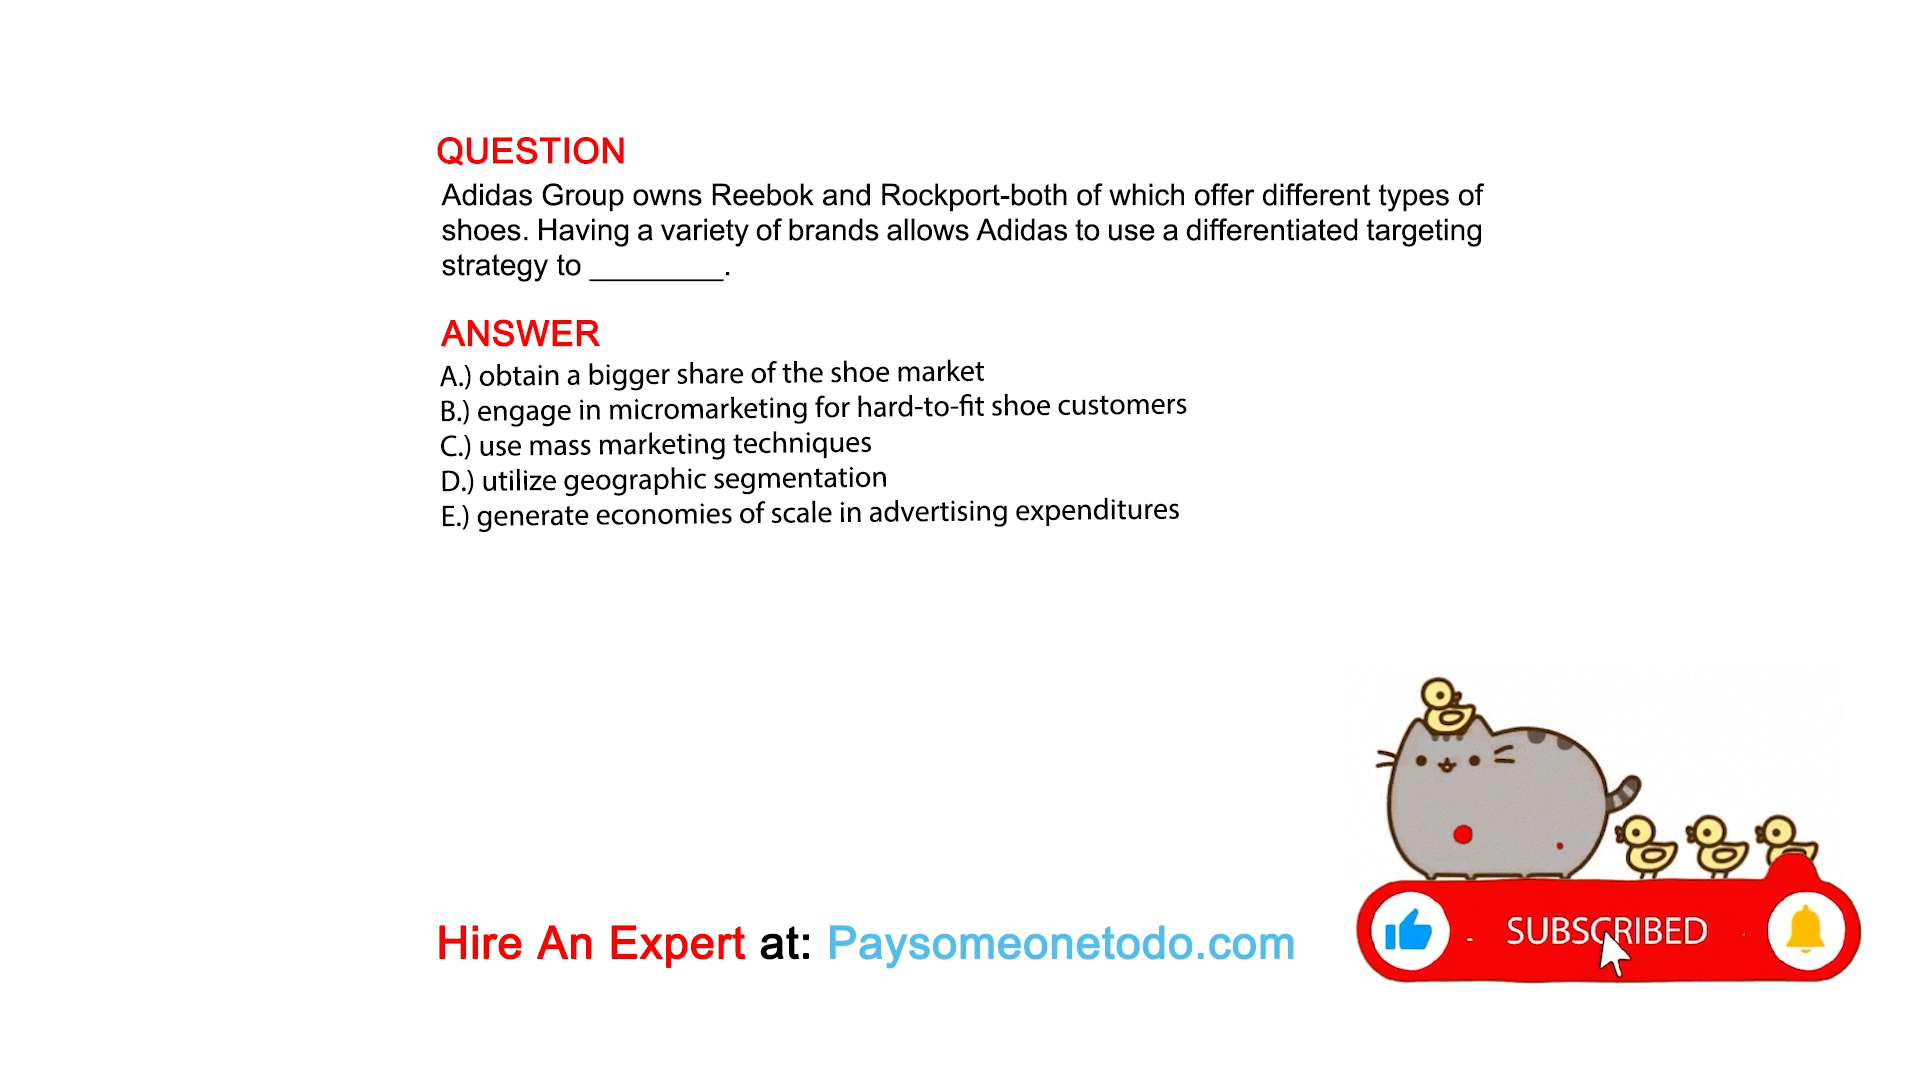 QUESTION
Adidas Group owns Reebok and Rockport-both of which offer different types of
shoes. Having a variety of brands allows Adidas to use a differentiated targeting
strategy to ________.
ANSWER
A.) obtain a bigger share of the shoe market
B.) engage in micromarketing for hard-to-fit shoe customers
C.) use mass marketing techniques
D.) utilize geographic segmentation
E.) generate economies of scale in advertising expenditures
Hire An Expert at: Paysomeonetodo.com
SUBSCRIBED